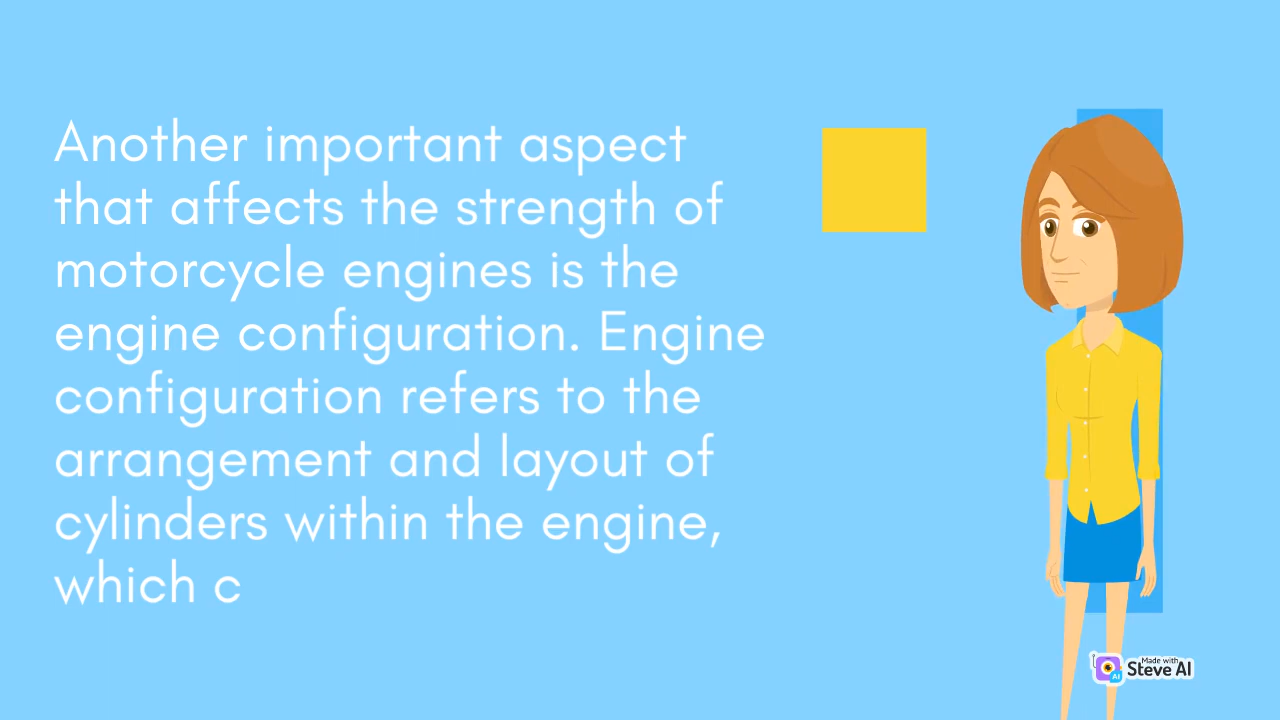 Another important aspect
that affects the strength of
motorcycle engines is the
engine configuration. Engine
configuration refers to the
arrangement and layout of
cylinders within the engine,
which c
Made with
Steve AI
AI